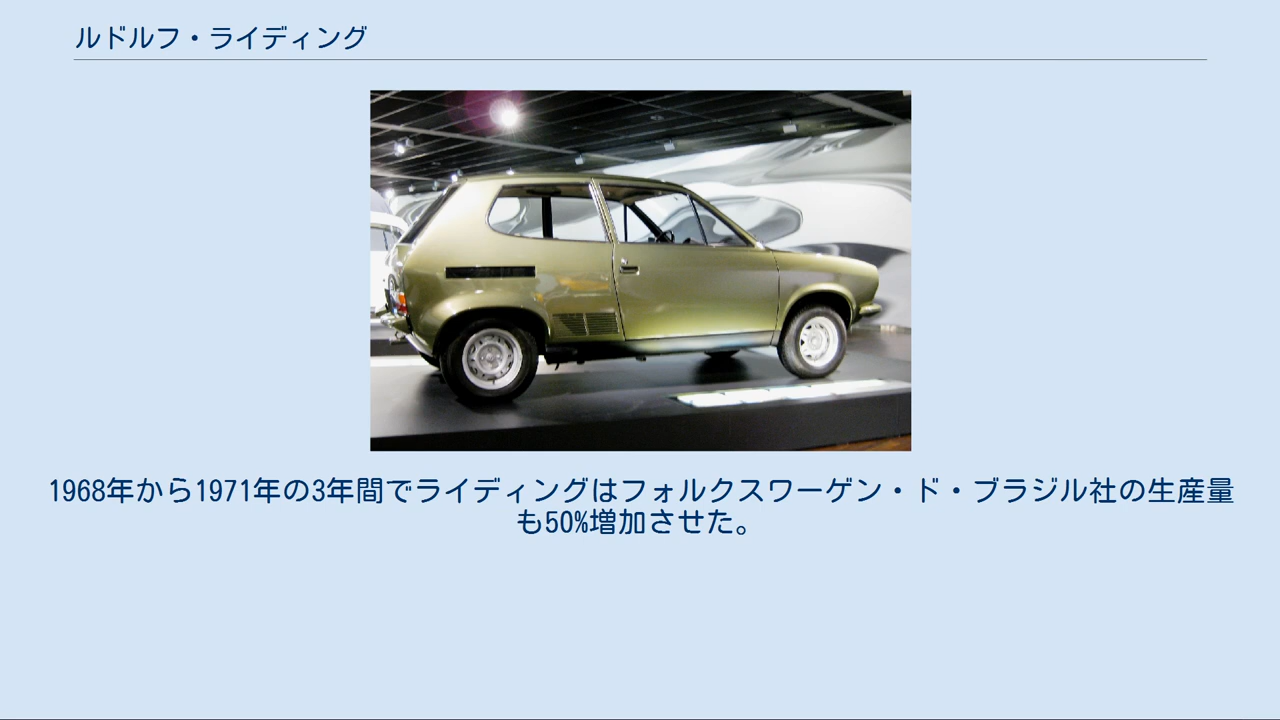 ルドルフ・ライディング
1968年から1971年の3年間でライディングはフォルクスワーゲン・ド・ブラジル社の生産量
も50%増加させた。